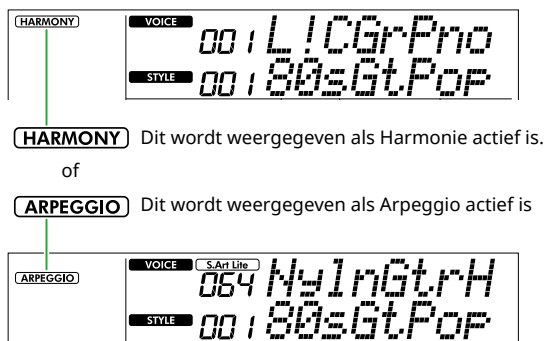 HARMONY VOICE 001 L!CGrPno
STYLE 001 80sGtPop
HARMONY Dit wordt weergegeven als Harmonie actief is.
of
ARPEGGIO Dit wordt weergegeven als Arpeggio actief is
ARPEGGIO VOICE S.Art Lite 064 NylnGtrH
STYLE 001 80sGtPop